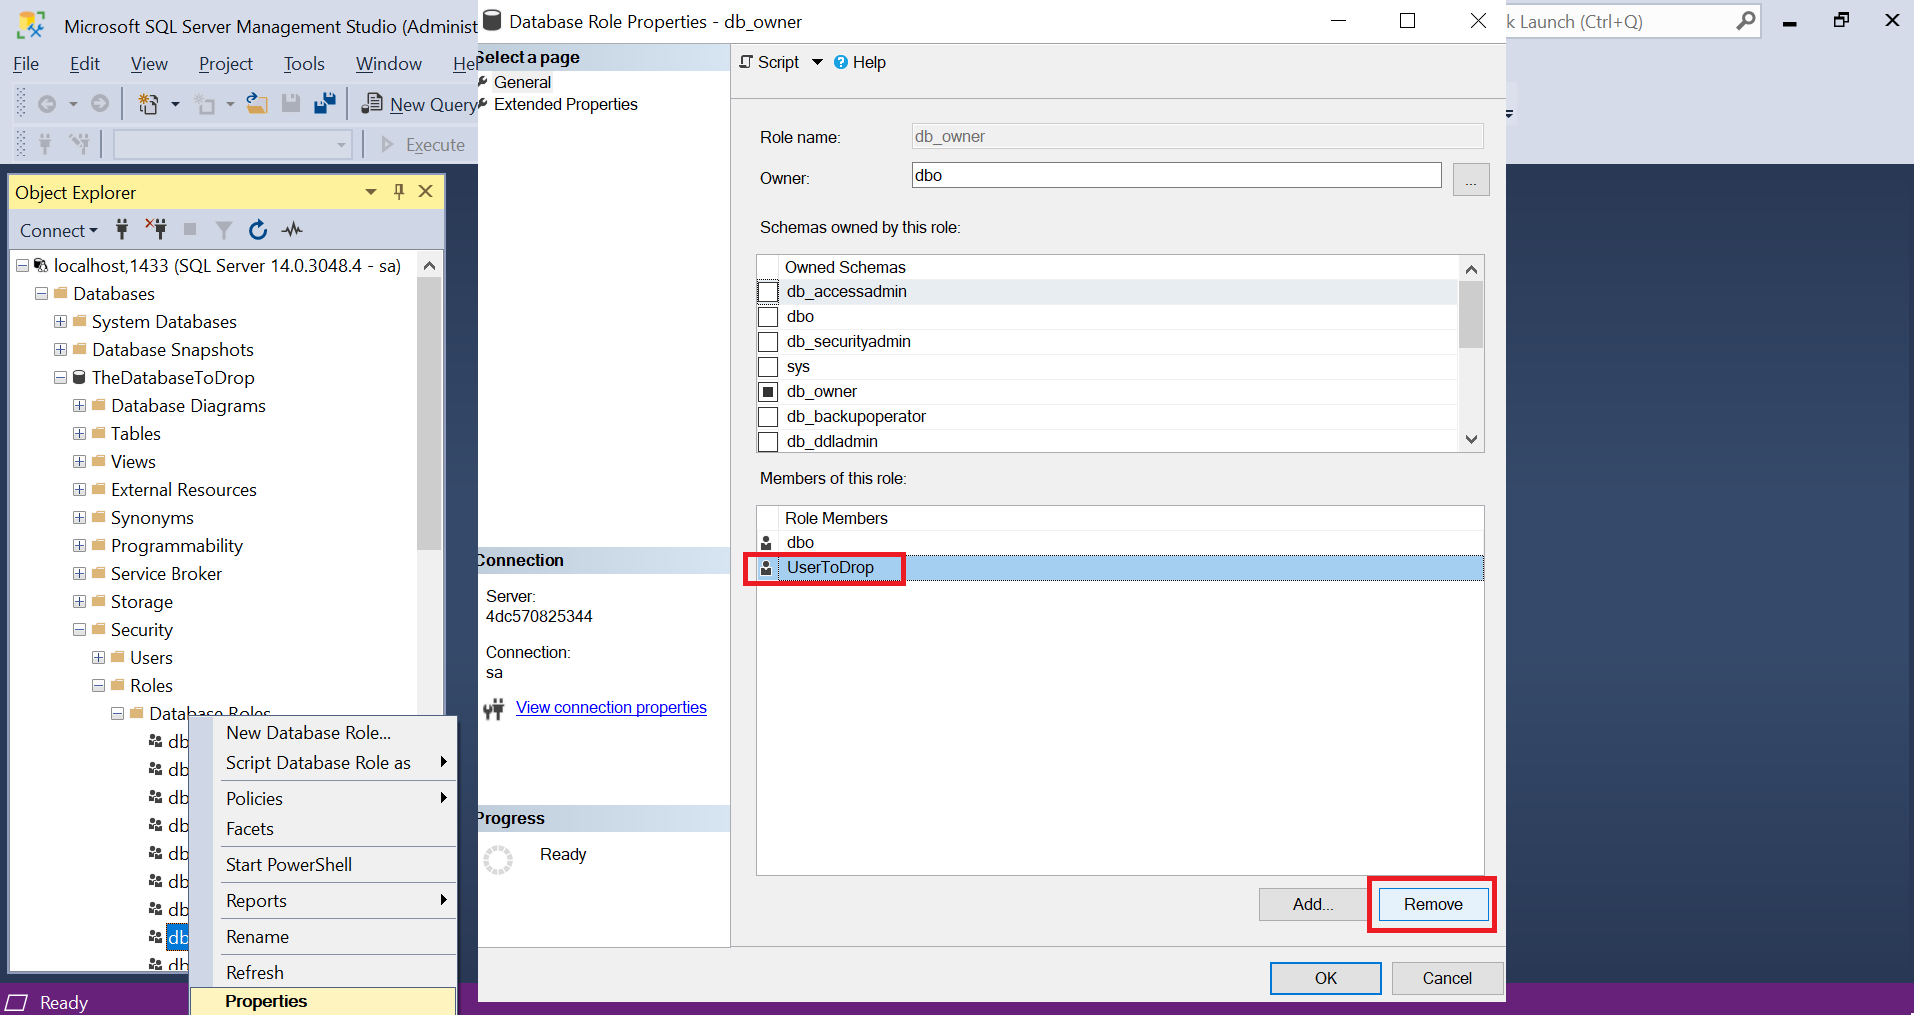 Microsoft SQL Server Management Studio (Administ
k Launch (Ctrl+Q)
File Edit View Project Tools Window He
New Query
Execute
Object Explorer
Connect
localhost,1433 (SQL Server 14.0.3048.4 - sa)
Databases
System Databases
Database Snapshots
TheDatabaseToDrop
Database Diagrams
Tables
Views
External Resources
Synonyms
Programmability
Service Broker
Storage
Security
Users
Roles
Database Roles
db
db
db
db
db
db
db
db
db
New Database Role...
Script Database Role as
Policies
Facets
Start PowerShell
Reports
Rename
Refresh
Properties
Ready
Database Role Properties - db_owner
Select a page
General
Extended Properties
Connection
Server:
4dc570825344
Connection:
sa
View connection properties
Progress
Ready
Script
Help
Role name: db_owner
Owner: dbo
...
Schemas owned by this role:
Owned Schemas
db_accessadmin
dbo
db_securityadmin
sys
db_owner
db_backupoperator
db_ddladmin
Members of this role:
Role Members
dbo
UserToDrop
Add... Remove
OK Cancel